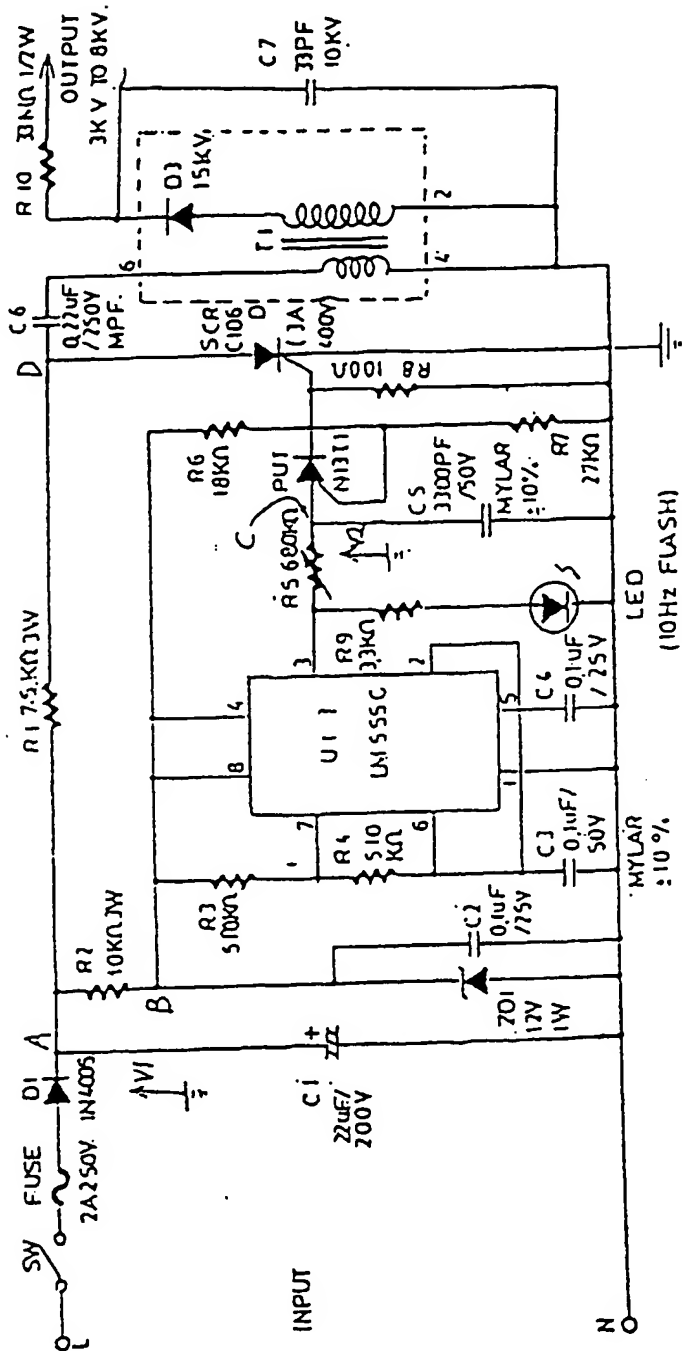 SW
L
FUSE
2A 250V
D1
1N4005
A
V1
INPUT
N
R1 7.5KΩ 3W
R2
10KΩ 3W
B
C1
22uF/
200V
+
ZD1
12V
1W
C2
0.1uF
/25V
R3
510KΩ
R4
510
KΩ
C3
0.1uF/
50V
MYLAR
±10%
8
4
7
6
3
2
1
5
U1
LM555C
C4
0.1uF
/25V
R9
3.3KΩ
LED
(10Hz FLASH)
R5 680KΩ
V2
C
C5
3300PF
/50V
MYLAR
±10%
PUT
N13T1
R6
18KΩ
R7
27KΩ
R8 100Ω
D
SCR
C106
D
(3A
400V)
C6
0.22uF
/250V
MPF.
6
4
2
T1
D3
15KV.
R10 33KΩ 1/2W
OUTPUT
3KV TO 8KV.
C7
33PF
10KV